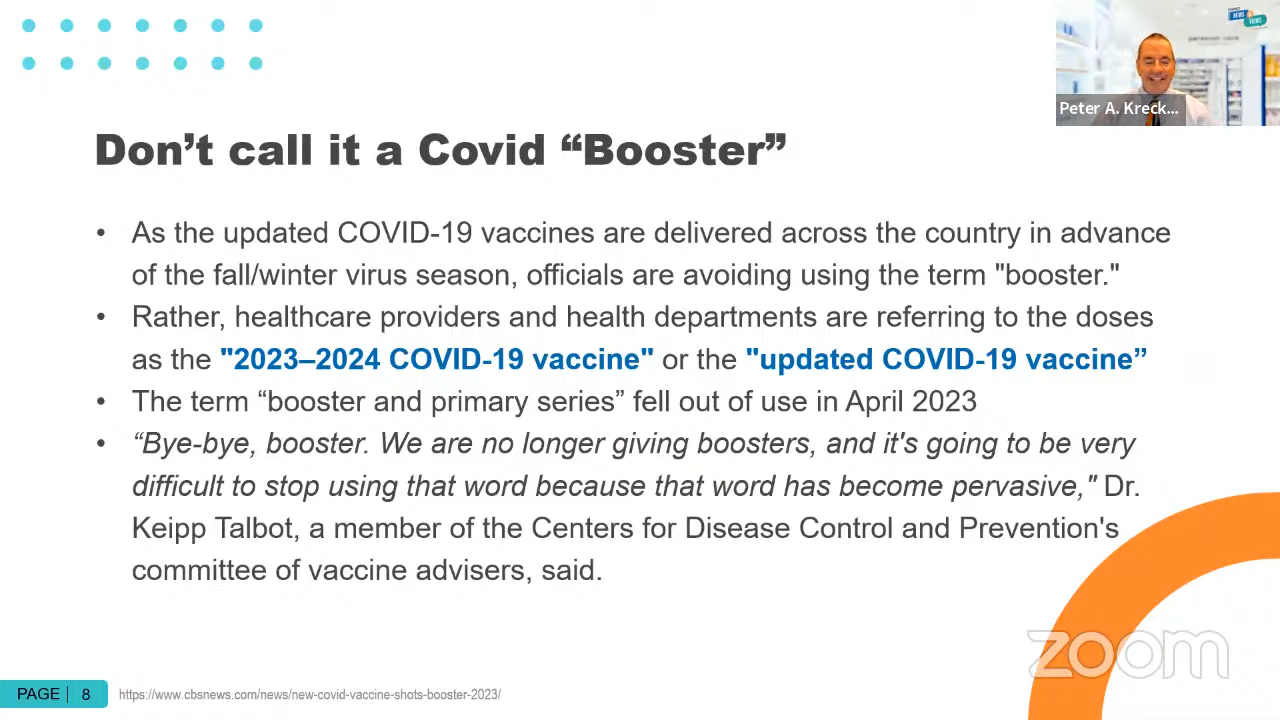 NEWS
VIEWS
Peter A. Kreck...
Don’t call it a Covid “Booster”
• As the updated COVID-19 vaccines are delivered across the country in advance
of the fall/winter virus season, officials are avoiding using the term "booster."
• Rather, healthcare providers and health departments are referring to the doses
as the "2023–2024 COVID-19 vaccine" or the "updated COVID-19 vaccine”
• The term “booster and primary series” fell out of use in April 2023
• “Bye-bye, booster. We are no longer giving boosters, and it's going to be very
difficult to stop using that word because that word has become pervasive," Dr.
Keipp Talbot, a member of the Centers for Disease Control and Prevention's
committee of vaccine advisers, said.
zoom
PAGE | 8
https://www.cbsnews.com/news/new-covid-vaccine-shots-booster-2023/